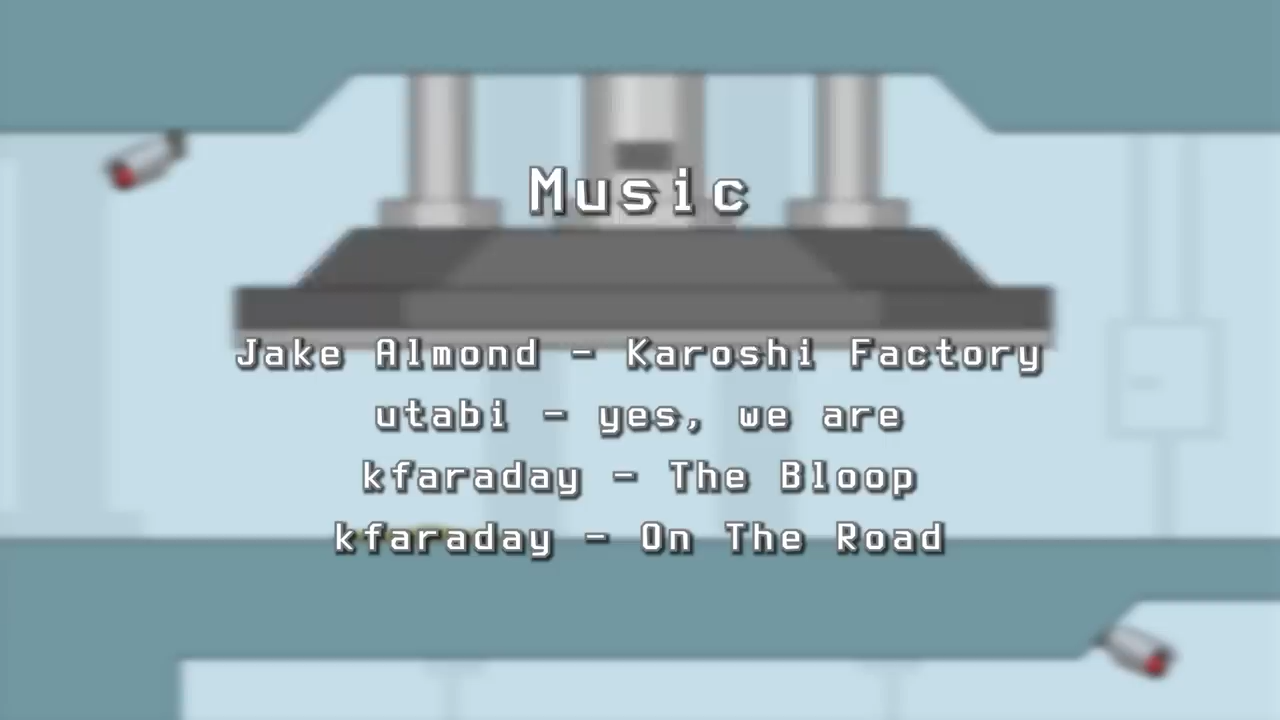 Music
Jake Almond - Karoshi Factory
utabi - yes, we are
kfaraday - The Bloop
kfaraday - On The Road